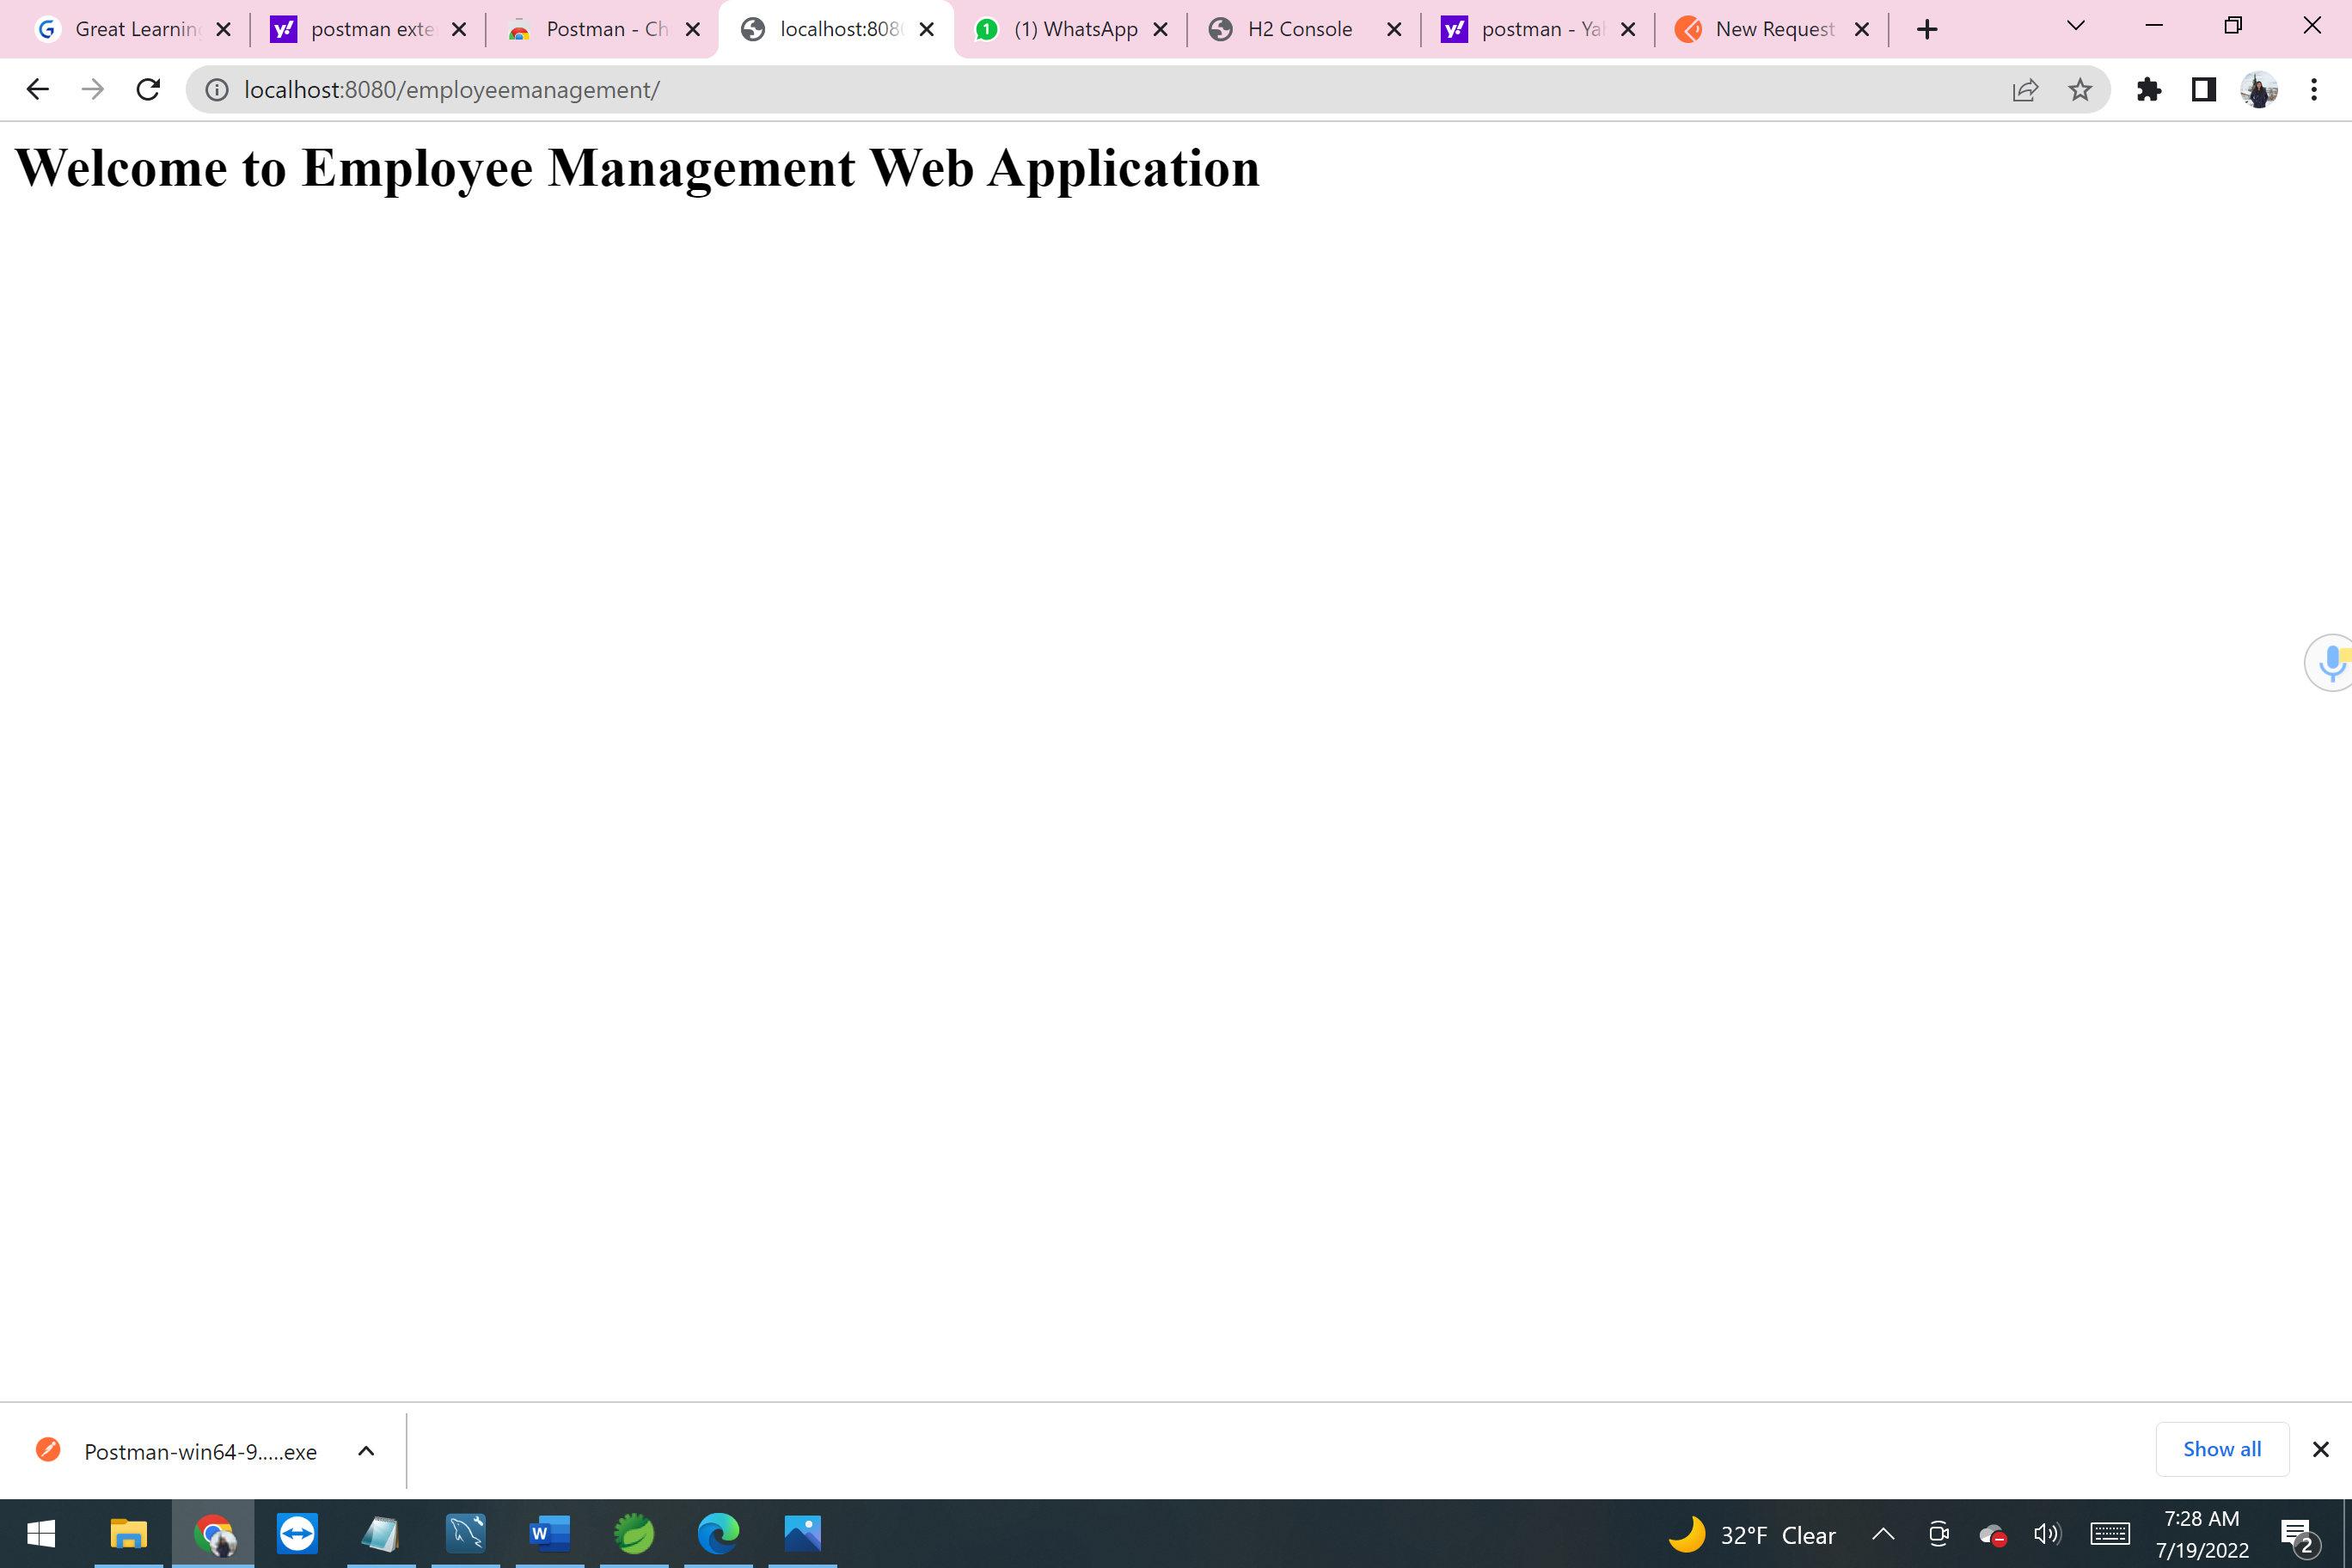 Great Learning
postman exte
Postman - Ch
localhost:808
(1) WhatsApp
H2 Console
postman - Ya
New Request
localhost:8080/employeemanagement/
Welcome to Employee Management Web Application
Postman-win64-9.....exe
Show all
32°F Clear
7:28 AM
7/19/2022
2